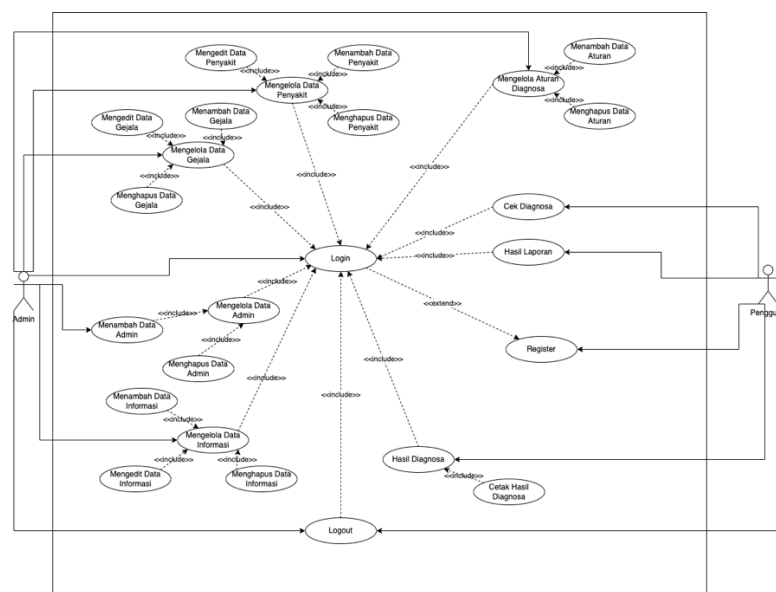 Mengedit Data
Penyakit
Menambah Data
Penyakit
Menambah Data
Aturan
<<include>>
<<include>>
<<include>>
Mengelola Data
Penyakit
Mengelola Aturan
Diagnosa
<<include>>
<<include>>
Mengedit Data
Gejala
Menambah Data
Gejala
Menghapus Data
Penyakit
Menghapus Data
Aturan
<<include>>
<<include>>
Mengelola Data
Gejala
<<include>>
<<include>>
<<include>>
Menghapus Data
Gejala
<<include>>
Cek Diagnosa
<<include>>
Hasil Laporan
<<include>>
Login
Admin
Menambah Data
Admin
<<include>>
<<include>>
Mengelola Data
Admin
<<extend>>
Penggu
<<include>>
Menghapus Data
Admin
Register
<<include>>
<<include>>
<<include>>
Menambah Data
Informasi
<<include>>
Mengelola Data
Informasi
<<include>>
<<include>>
Mengedit Data
Informasi
Menghapus Data
Informasi
Hasil Diagnosa
<<include>>
Cetak Hasil
Diagnosa
Logout